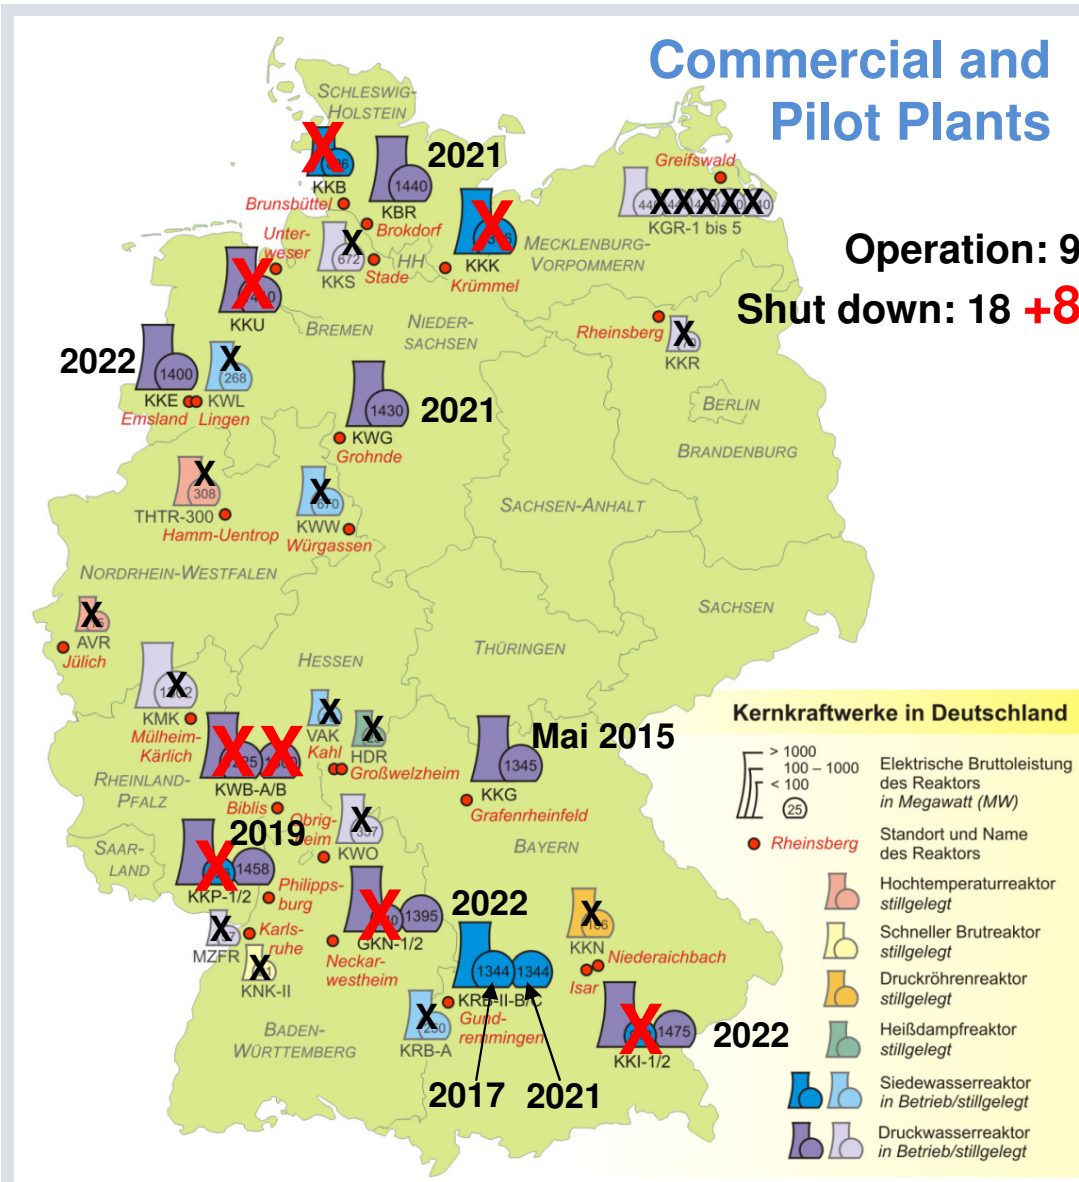 Commercial and
Pilot Plants
SCHLESWIG-
HOLSTEIN
KKB
Brunsbüttel
1440
KBR
2021
Brokdorf
Greifswald
KGR-1 bis 5
X X X X X
Unter-
weser
X
672
KKS
Stade
HH
X
KKK
Krümmel
MECKLENBURG-
VORPOMMERN
Operation: 9
Shut down: 18 +8
X
KKU
BREMEN
NIEDER-
SACHSEN
Rheinsberg
X
KKR
2022
1400
KKE
X
268
KWL
Emsland
Lingen
1430
2021
KWG
Grohnde
BERLIN
BRANDENBURG
X
308
THTR-300
Hamm-Uentrop
X
KWW
Würgassen
SACHSEN-ANHALT
NORDRHEIN-WESTFALEN
SACHSEN
X
AVR
Jülich
HESSEN
THÜRINGEN
X
KMK
Mülheim-
Kärlich
X
VAK
Kahl
X
HDR
Großwelzheim
Mai 2015
1345
KKG
Grafenrheinfeld
RHEINLAND-
PFALZ
X X
KWB-A/B
Biblis
Obrig-
heim
X
KWO
BAYERN
SAAR-
LAND
2019
X
1458
KKP-1/2
Philipps-
burg
X
1395
GKN-1/2
Neckar-
westheim
2022
1344
1344
KRB-II-B/C
Gund-
remmingen
X
KKN
Niederaichbach
Isar
X
MZFR
Karls-
ruhe
X
KNK-II
X
KRB-A
BADEN-
WÜRTTEMBERG
X
1475
KKI-1/2
2022
2017
2021
Kernkraftwerke in Deutschland
> 1000
100 – 1000
< 100
25
Elektrische Bruttoleistung
des Reaktors
in Megawatt (MW)
Rheinsberg
Standort und Name
des Reaktors
Hochtemperaturreaktor
stillgelegt
Schneller Brutreaktor
stillgelegt
Druckröhrenreaktor
stillgelegt
Heißdampfreaktor
stillgelegt
Siedewasserreaktor
in Betrieb/stillgelegt
Druckwasserreaktor
in Betrieb/stillgelegt